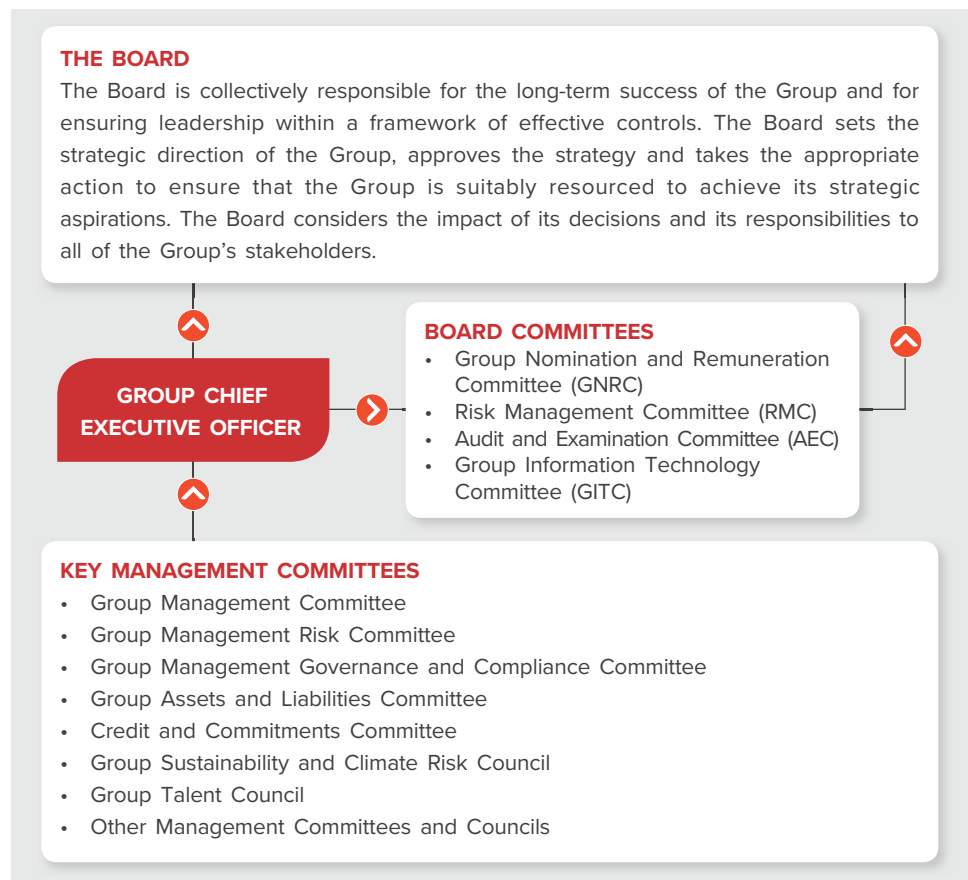 THE BOARD
The Board is collectively responsible for the long-term success of the Group and for
ensuring leadership within a framework of effective controls. The Board sets the
strategic direction of the Group, approves the strategy and takes the appropriate
action to ensure that the Group is suitably resourced to achieve its strategic
aspirations. The Board considers the impact of its decisions and its responsibilities to
all of the Group’s stakeholders.
GROUP CHIEF
EXECUTIVE OFFICER
BOARD COMMITTEES
• Group Nomination and Remuneration
Committee (GNRC)
• Risk Management Committee (RMC)
• Audit and Examination Committee (AEC)
• Group Information Technology
Committee (GITC)
KEY MANAGEMENT COMMITTEES
• Group Management Committee
• Group Management Risk Committee
• Group Management Governance and Compliance Committee
• Group Assets and Liabilities Committee
• Credit and Commitments Committee
• Group Sustainability and Climate Risk Council
• Group Talent Council
• Other Management Committees and Councils